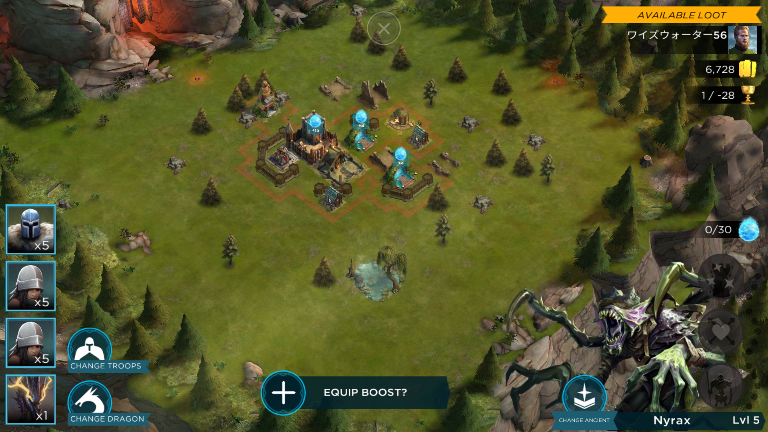 AVAILABLE LOOT
ワイズウォーター56
6,728
1 / -28
0/30
x5
x5
x5
x1
CHANGE TROOPS
CHANGE DRAGON
EQUIP BOOST?
CHANGE ANCIENT
Nyrax
Lvl 5